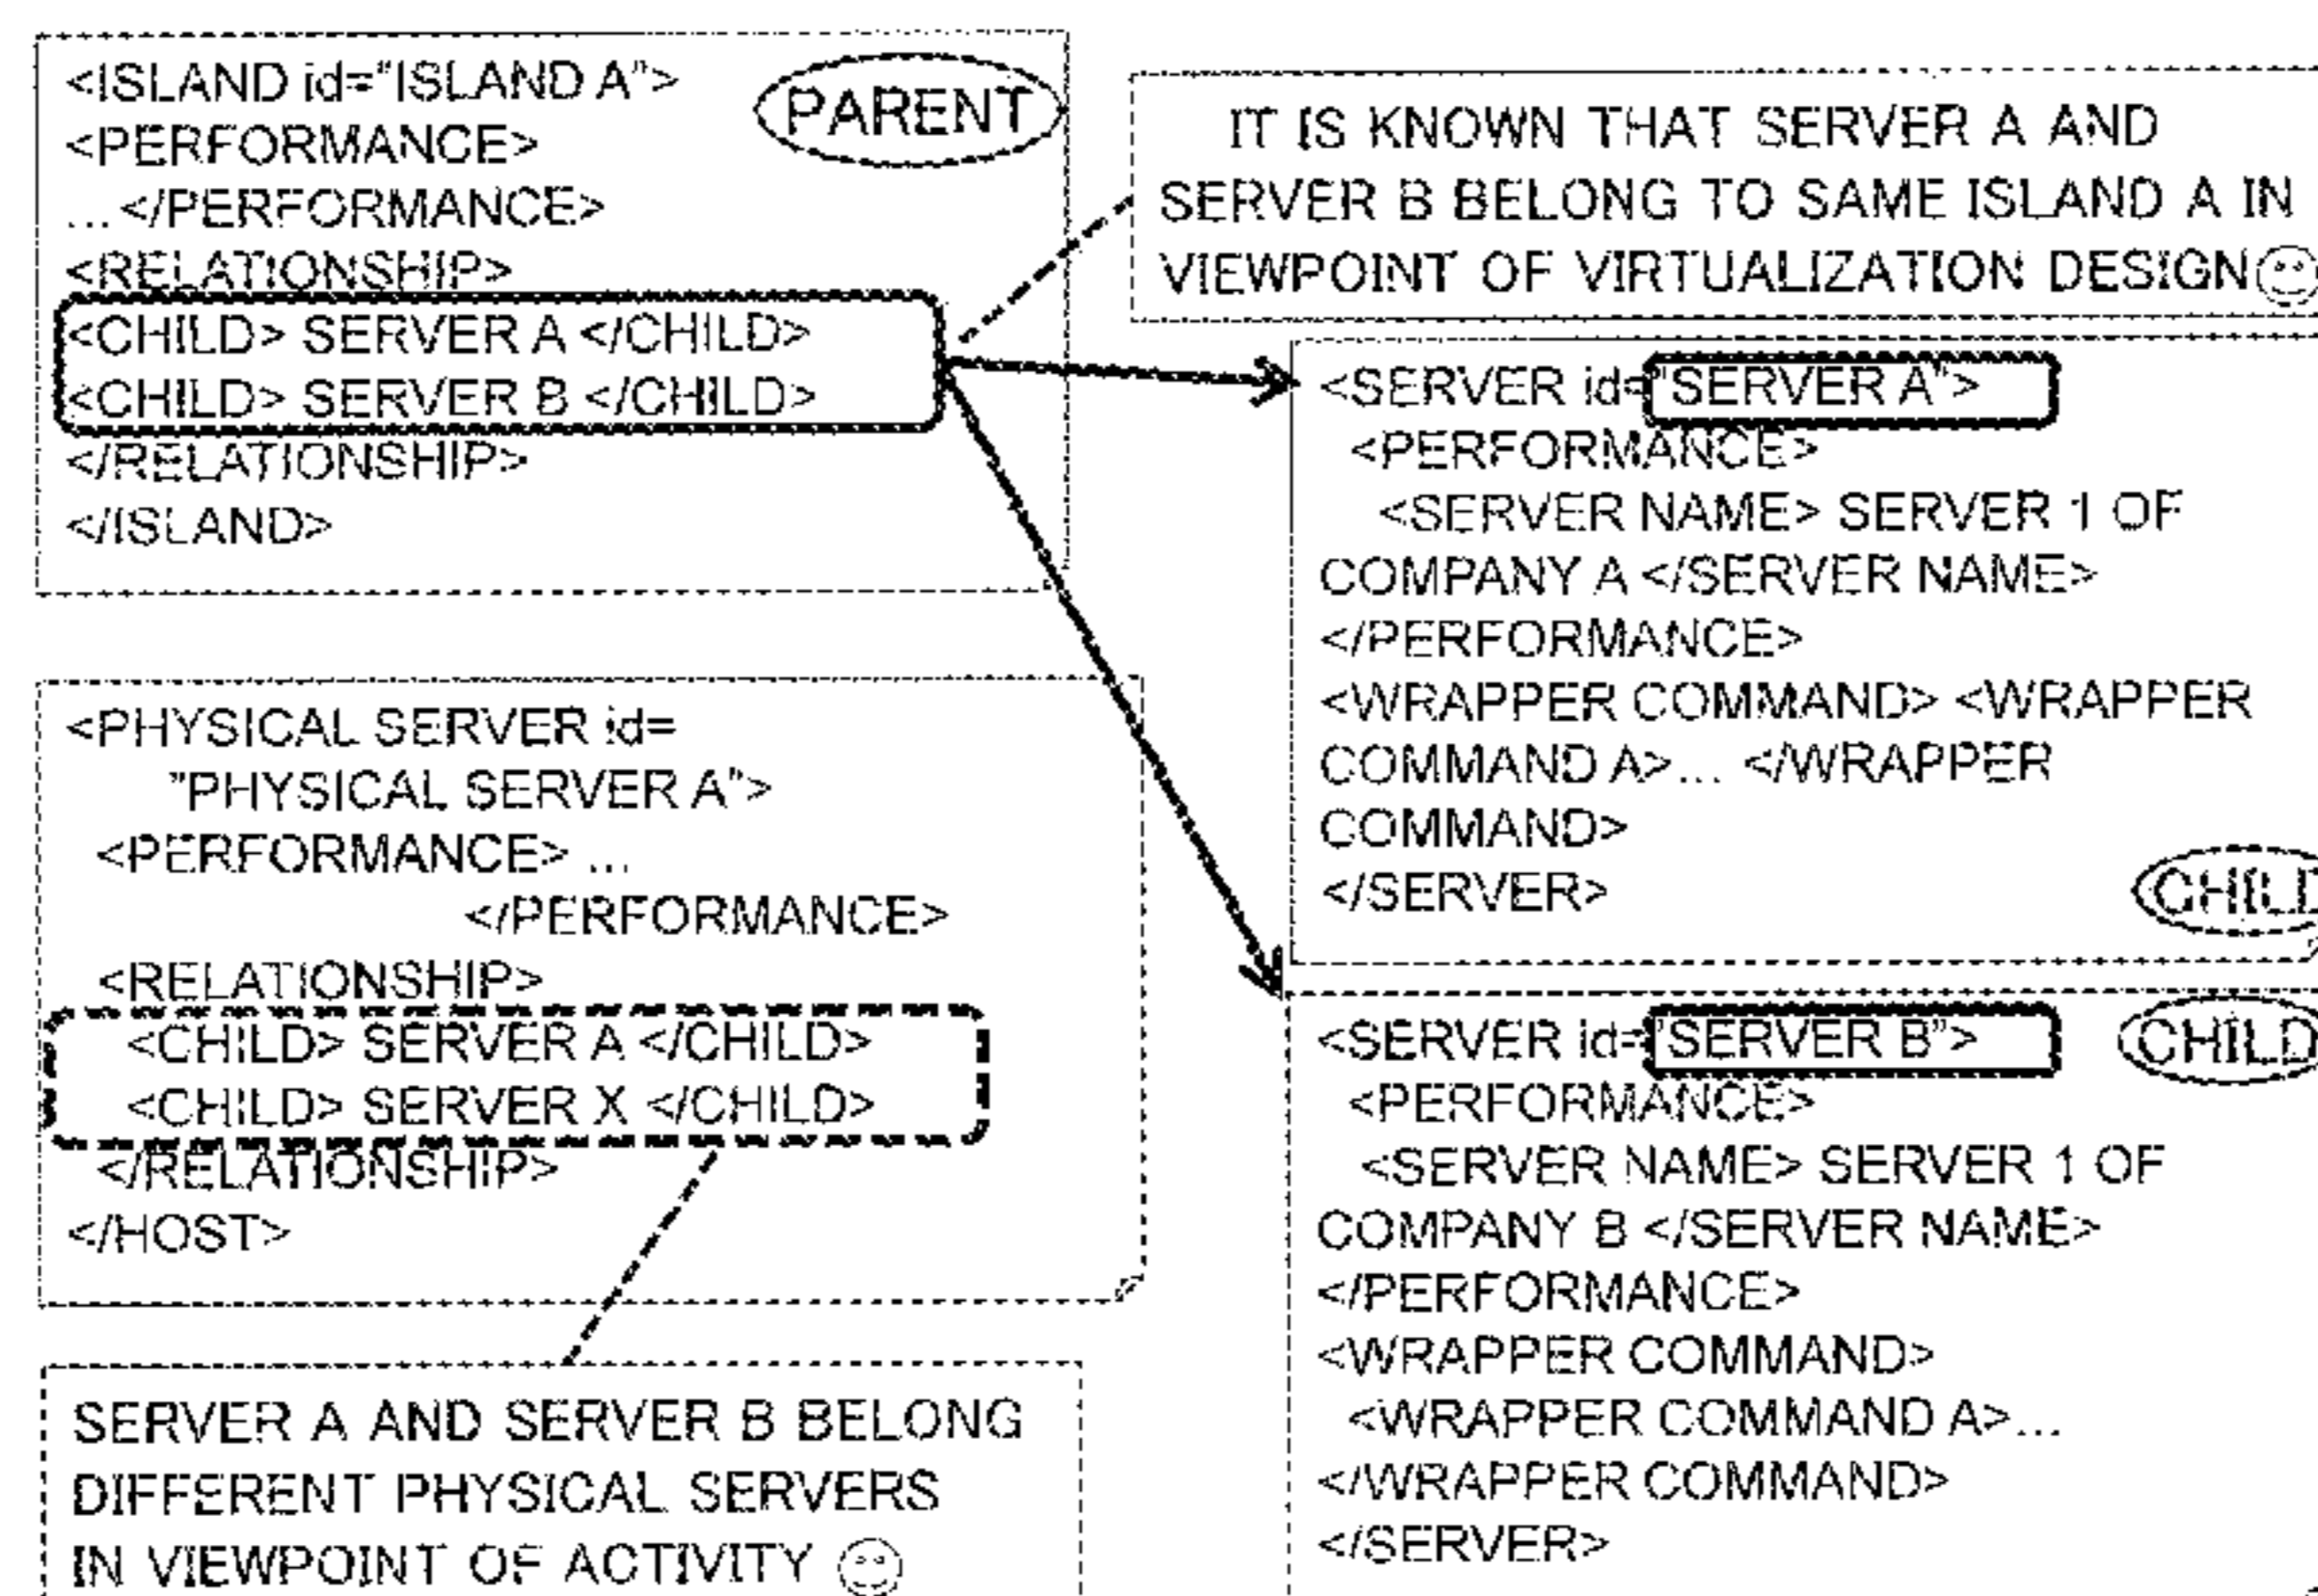 <ISLAND id="ISLAND A">
<PERFORMANCE>
... </PERFORMANCE>
<RELATIONSHIP>
<CHILD> SERVER A </CHILD>
<CHILD> SERVER B </CHILD>
</RELATIONSHIP>
</ISLAND>
PARENT
IT IS KNOWN THAT SERVER A AND
SERVER B BELONG TO SAME ISLAND A IN
VIEWPOINT OF VIRTUALIZATION DESIGN
<SERVER id="SERVER A">
<PERFORMANCE>
<SERVER NAME> SERVER 1 OF
COMPANY A </SERVER NAME>
</PERFORMANCE>
<WRAPPER COMMAND> <WRAPPER
COMMAND A>... </WRAPPER
COMMAND>
</SERVER>
CHILD
<PHYSICAL SERVER id=
"PHYSICAL SERVER A">
<PERFORMANCE> ...
</PERFORMANCE>
<RELATIONSHIP>
<CHILD> SERVER A </CHILD>
<CHILD> SERVER X </CHILD>
</RELATIONSHIP>
</HOST>
<SERVER id="SERVER B">
CHILD
<PERFORMANCE>
<SERVER NAME> SERVER 1 OF
COMPANY B </SERVER NAME>
</PERFORMANCE>
<WRAPPER COMMAND>
<WRAPPER COMMAND A>...
</WRAPPER COMMAND>
</SERVER>
SERVER A AND SERVER B BELONG
DIFFERENT PHYSICAL SERVERS
IN VIEWPOINT OF ACTIVITY